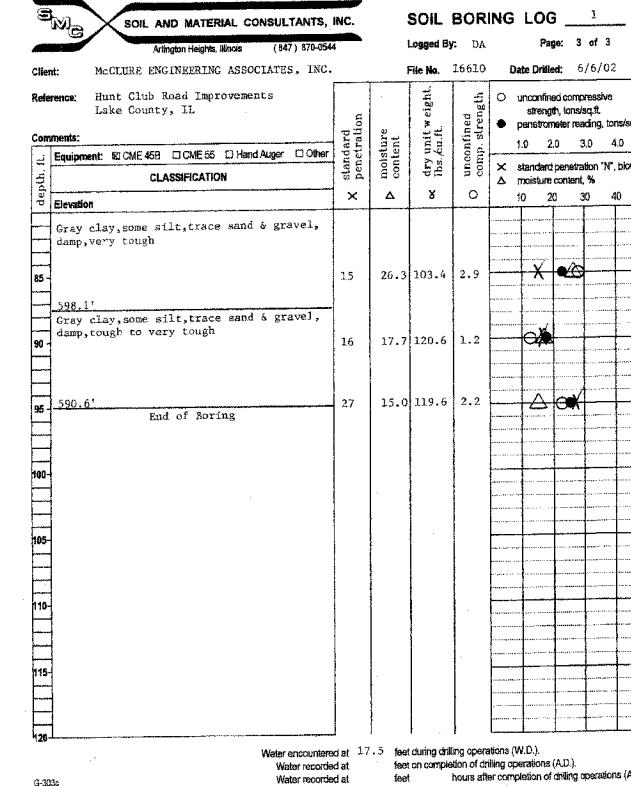 SMC SOIL AND MATERIAL CONSULTANTS, INC.
Arlington Heights, Illinois (847) 870-0544
SOIL BORING LOG 1
Logged By: DA Page: 3 of 3
Client: McCLURE ENGINEERING ASSOCIATES, INC.
File No. 16610 Date Drilled: 6/6/02
Reference: Hunt Club Road Improvements
Lake County, IL
Comments:
Equipment: ☒ CME 45B ☐ CME 55 ☐ Hand Auger ☐ Other
CLASSIFICATION
Elevation
depth, ft.
standard penetration
moisture content
dry unit weight, lbs./cu.ft.
unconfined comp. strength
X Δ ɣ O
O unconfined compressive
strength, tons/sq.ft.
● penetrometer reading, tons/s
1.0 2.0 3.0 4.0
X standard penetration "N", blo
Δ moisture content, %
10 20 30 40
Gray clay,some silt,trace sand & gravel,
damp,very tough
85 15 26.3 103.4 2.9
598.1'
Gray clay,some silt,trace sand & gravel,
damp,tough to very tough
90 16 17.7 120.6 1.2
590.6'
95 27 15.0 119.6 2.2
End of Boring
100
105
110
115
120
Water encountered at 17.5 feet during drilling operations (W.D.).
Water recorded at feet on completion of drilling operations (A.D.).
Water recorded at feet hours after completion of drilling operations (A
G-303c